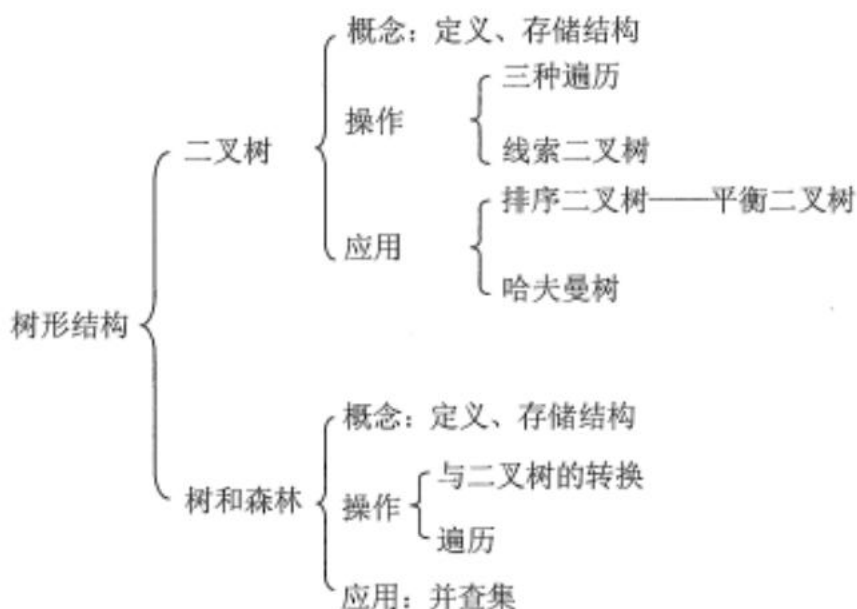 概念：定义、存储结构
三种遍历
操作
二叉树
线索二叉树
排序二叉树——平衡二叉树
应用
哈夫曼树
树形结构
概念：定义、存储结构
与二叉树的转换
树和森林
操作
遍历
应用：并查集